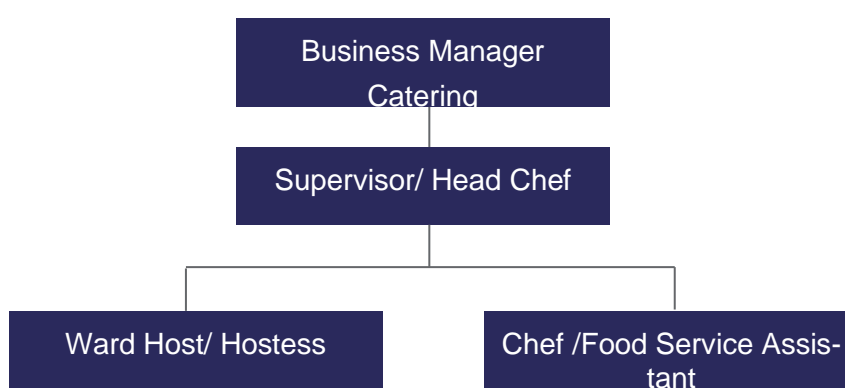 Business Manager
Catering
Supervisor/ Head Chef
Ward Host/ Hostess
Chef /Food Service Assis-
tant